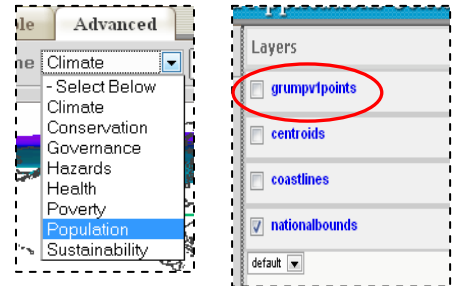 Advanced
Climate
- Select Below
Climate
Conservation
Governance
Hazards
Health
Poverty
Population
Sustainability
Layers
grumpv1points
centroids
coastlines
nationalbounds
default